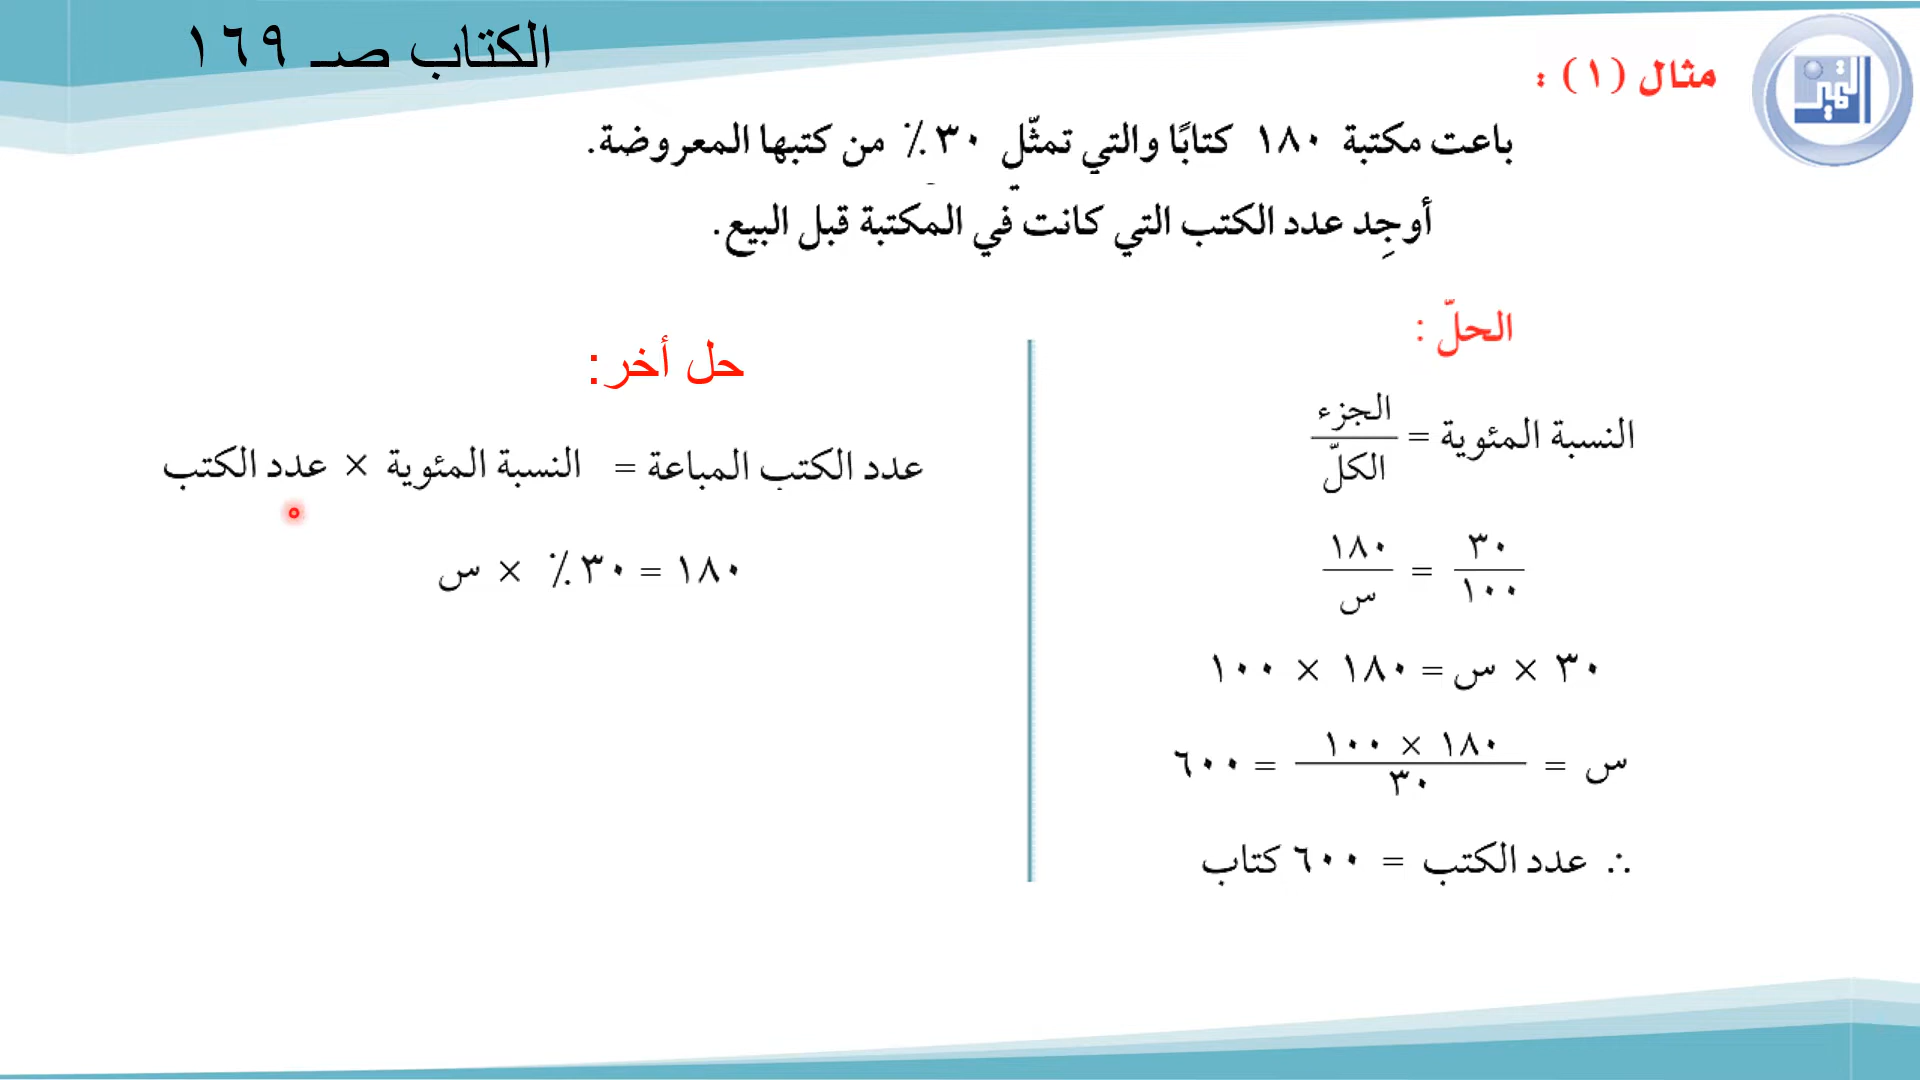 الكتاب صـ ١٦٩
التميز
مثال (١) :
باعت مكتبة ١٨٠ كتابًا والتي تمثّل ٣٠٪ من كتبها المعروضة.
أوجِد عدد الكتب التي كانت في المكتبة قبل البيع.
الحلّ :
النسبة المئوية = الجزء / الكلّ
٣٠ / ١٠٠ = ١٨٠ / س
٣٠ × س = ١٨٠ × ١٠٠
س = ١٨٠ × ١٠٠ / ٣٠ = ٦٠٠
∴ عدد الكتب = ٦٠٠ كتاب
حل أخر:
عدد الكتب المباعة = النسبة المئوية × عدد الكتب
١٨٠ = ٣٠٪ × س